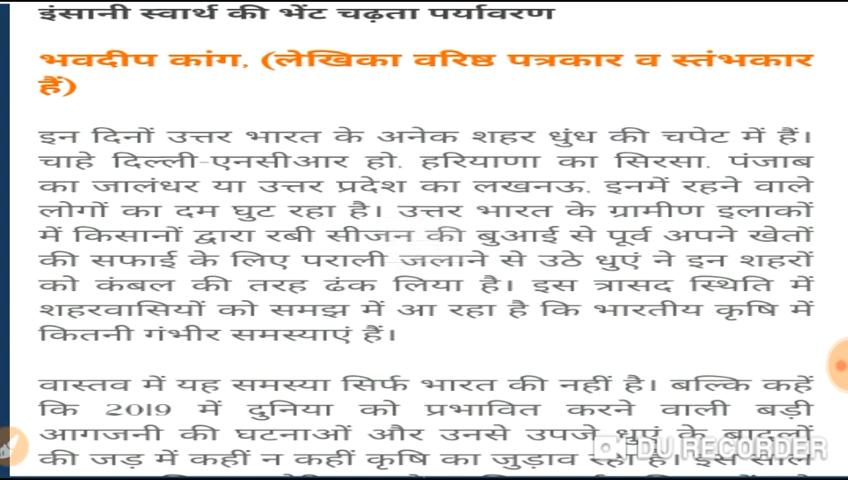 इंसानी स्वार्थ की भेंट चढ़ता पर्यावरण
भवदीप कांग, (लेखिका वरिष्ठ पत्रकार व स्तंभकार
हैं)
इन दिनों उत्तर भारत के अनेक शहर धुंध की चपेट में हैं।
चाहे दिल्ली-एनसीआर हो, हरियाणा का सिरसा, पंजाब
का जालंधर या उत्तर प्रदेश का लखनऊ, इनमें रहने वाले
लोगों का दम घुट रहा है। उत्तर भारत के ग्रामीण इलाकों
में किसानों द्वारा रबी सीजन की बुआई से पूर्व अपने खेतों
की सफाई के लिए पराली जलाने से उठे धुएं ने इन शहरों
को कंबल की तरह ढंक लिया है। इस त्रासद स्थिति में
शहरवासियों को समझ में आ रहा है कि भारतीय कृषि में
कितनी गंभीर समस्याएं हैं।
वास्तव में यह समस्या सिर्फ भारत की नहीं है। बल्कि कहें
कि 2019 में दुनिया को प्रभावित करने वाली बड़ी
आगजनी की घटनाओं और उनसे उपजे धुएं के बादलों
की जड़ में कहीं न कहीं कृषि का जुड़ाव रहा है। इस साल
DU RECORDER